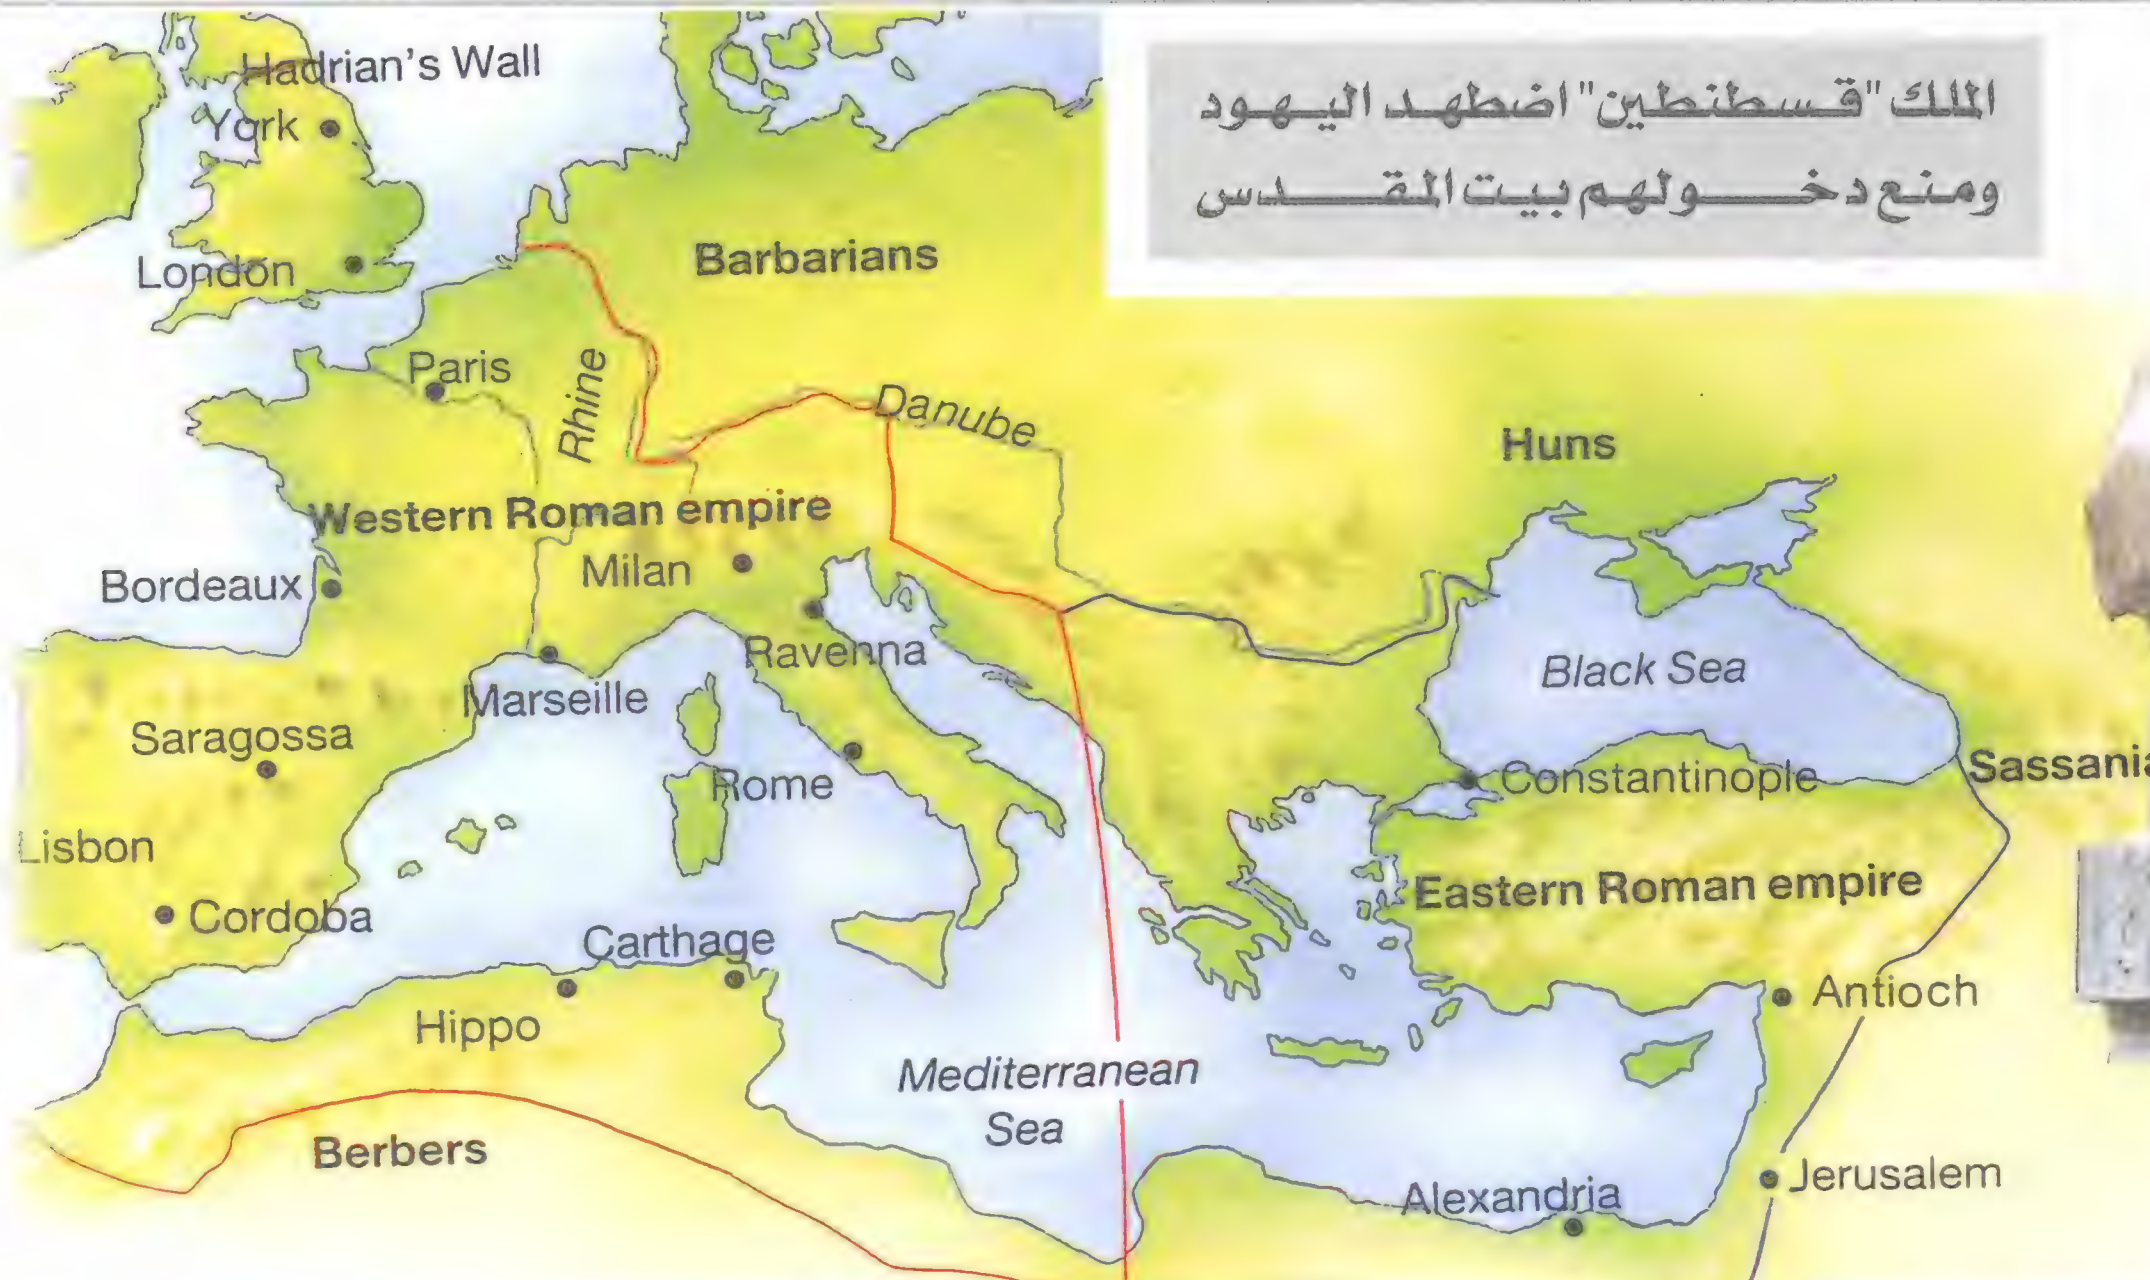 الملك "قسطنطين" اضطهد اليهود
ومنع دخولهم بيت المقدس
Hadrian's Wall
York
London
Barbarians
Paris
Rhine
Danube
Huns
Western Roman empire
Milan
Bordeaux
Ravenna
Black Sea
Marseille
Saragossa
Rome
Constantinople
Sassania
Lisbon
Eastern Roman empire
Cordoba
Carthage
Antioch
Hippo
Mediterranean
Sea
Berbers
Jerusalem
Alexandria